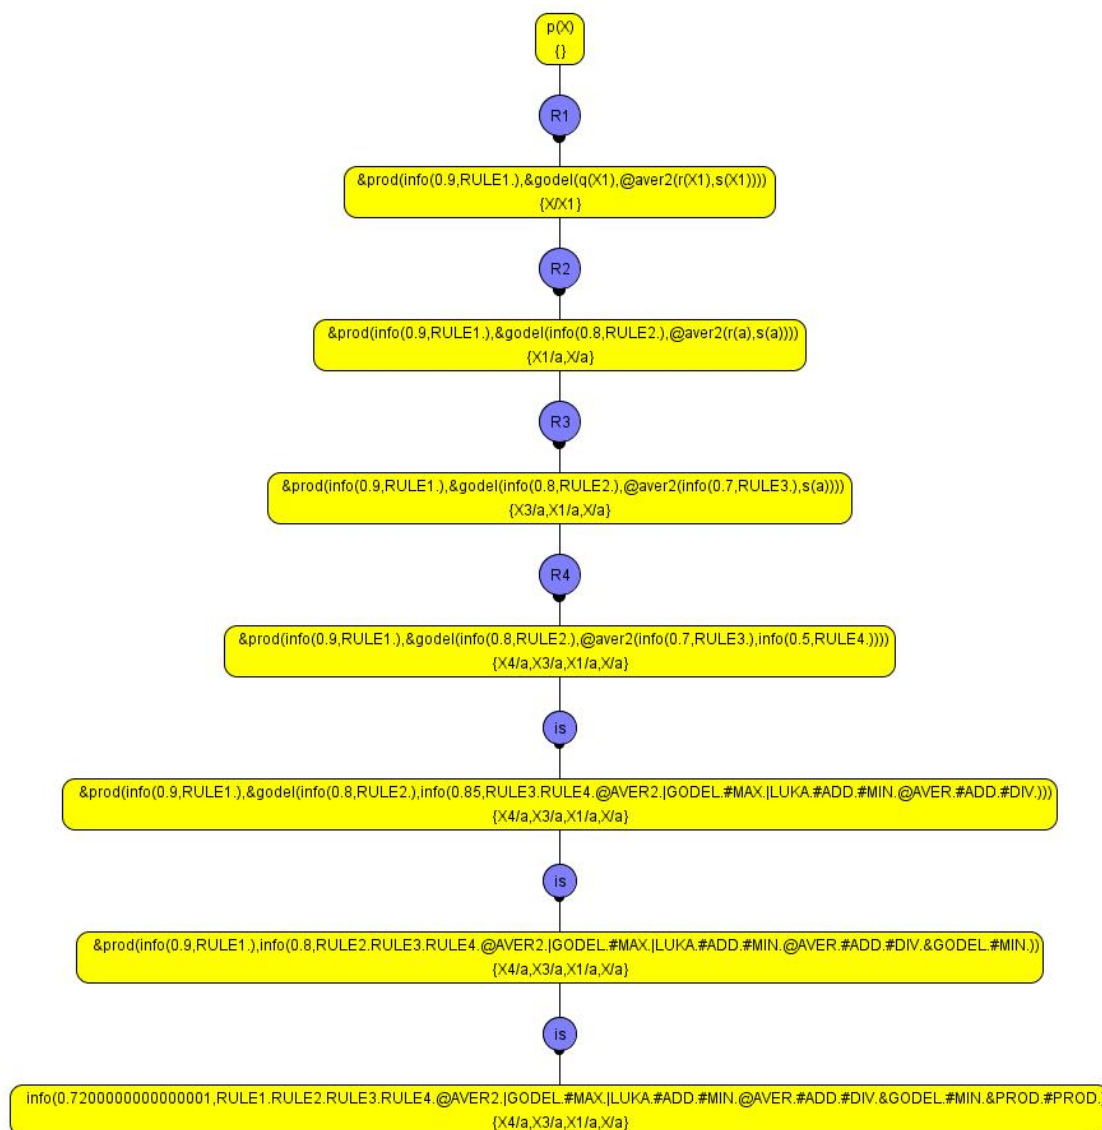 p(X)
{}
R1
&prod(info(0.9,RULE1.),&godel(q(X1),@aver2(r(X1),s(X1))))
{X/X1}
R2
&prod(info(0.9,RULE1.),&godel(info(0.8,RULE2.),@aver2(r(a),s(a))))
{X1/a,X/a}
R3
&prod(info(0.9,RULE1.),&godel(info(0.8,RULE2.),@aver2(info(0.7,RULE3.),s(a))))
{X3/a,X1/a,X/a}
R4
&prod(info(0.9,RULE1.),&godel(info(0.8,RULE2.),@aver2(info(0.7,RULE3.),info(0.5,RULE4.))))
{X4/a,X3/a,X1/a,X/a}
is
&prod(info(0.9,RULE1.),&godel(info(0.8,RULE2.),info(0.85,RULE3.RULE4.@AVER2.|GODEL.#MAX.|LUKA.#ADD.#MIN.@AVER.#ADD.#DIV.)))
{X4/a,X3/a,X1/a,X/a}
is
&prod(info(0.9,RULE1.),info(0.8,RULE2.RULE3.RULE4.@AVER2.|GODEL.#MAX.|LUKA.#ADD.#MIN.@AVER.#ADD.#DIV.&GODEL.#MIN.))
{X4/a,X3/a,X1/a,X/a}
is
info(0.7200000000000001,RULE1.RULE2.RULE3.RULE4.@AVER2.|GODEL.#MAX.|LUKA.#ADD.#MIN.@AVER.#ADD.#DIV.&GODEL.#MIN.&PROD.#PROD.)
{X4/a,X3/a,X1/a,X/a}